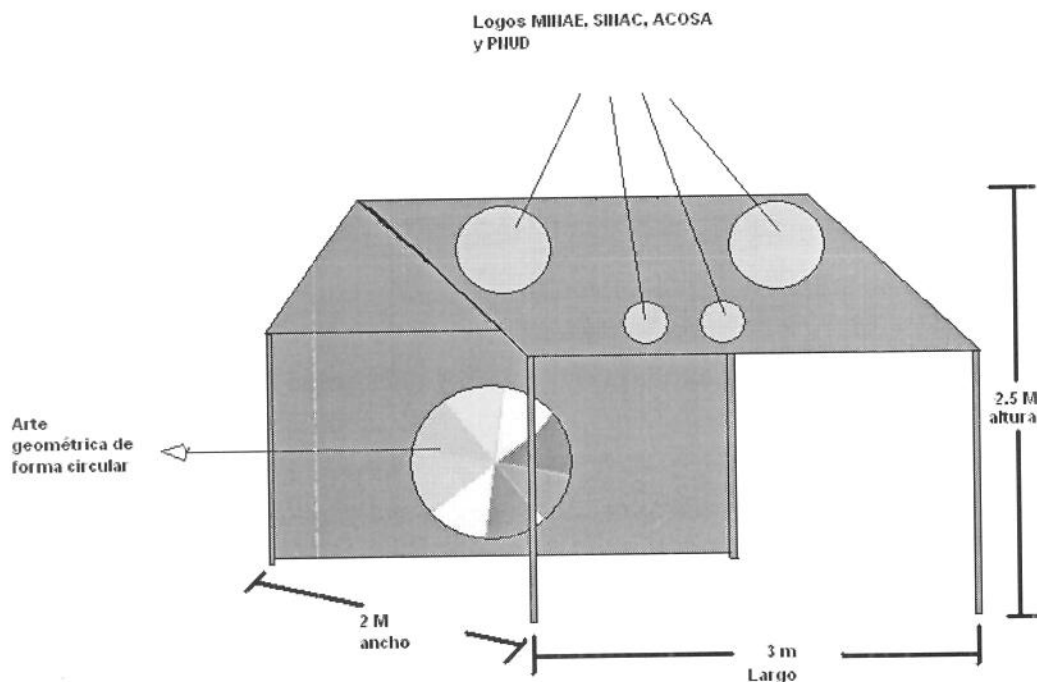 Logos MINAE, SINAC, ACOSA
y PNUD
2.5 M
altura
Arte
geométrica de
forma circular
2 M
ancho
3 m
Largo